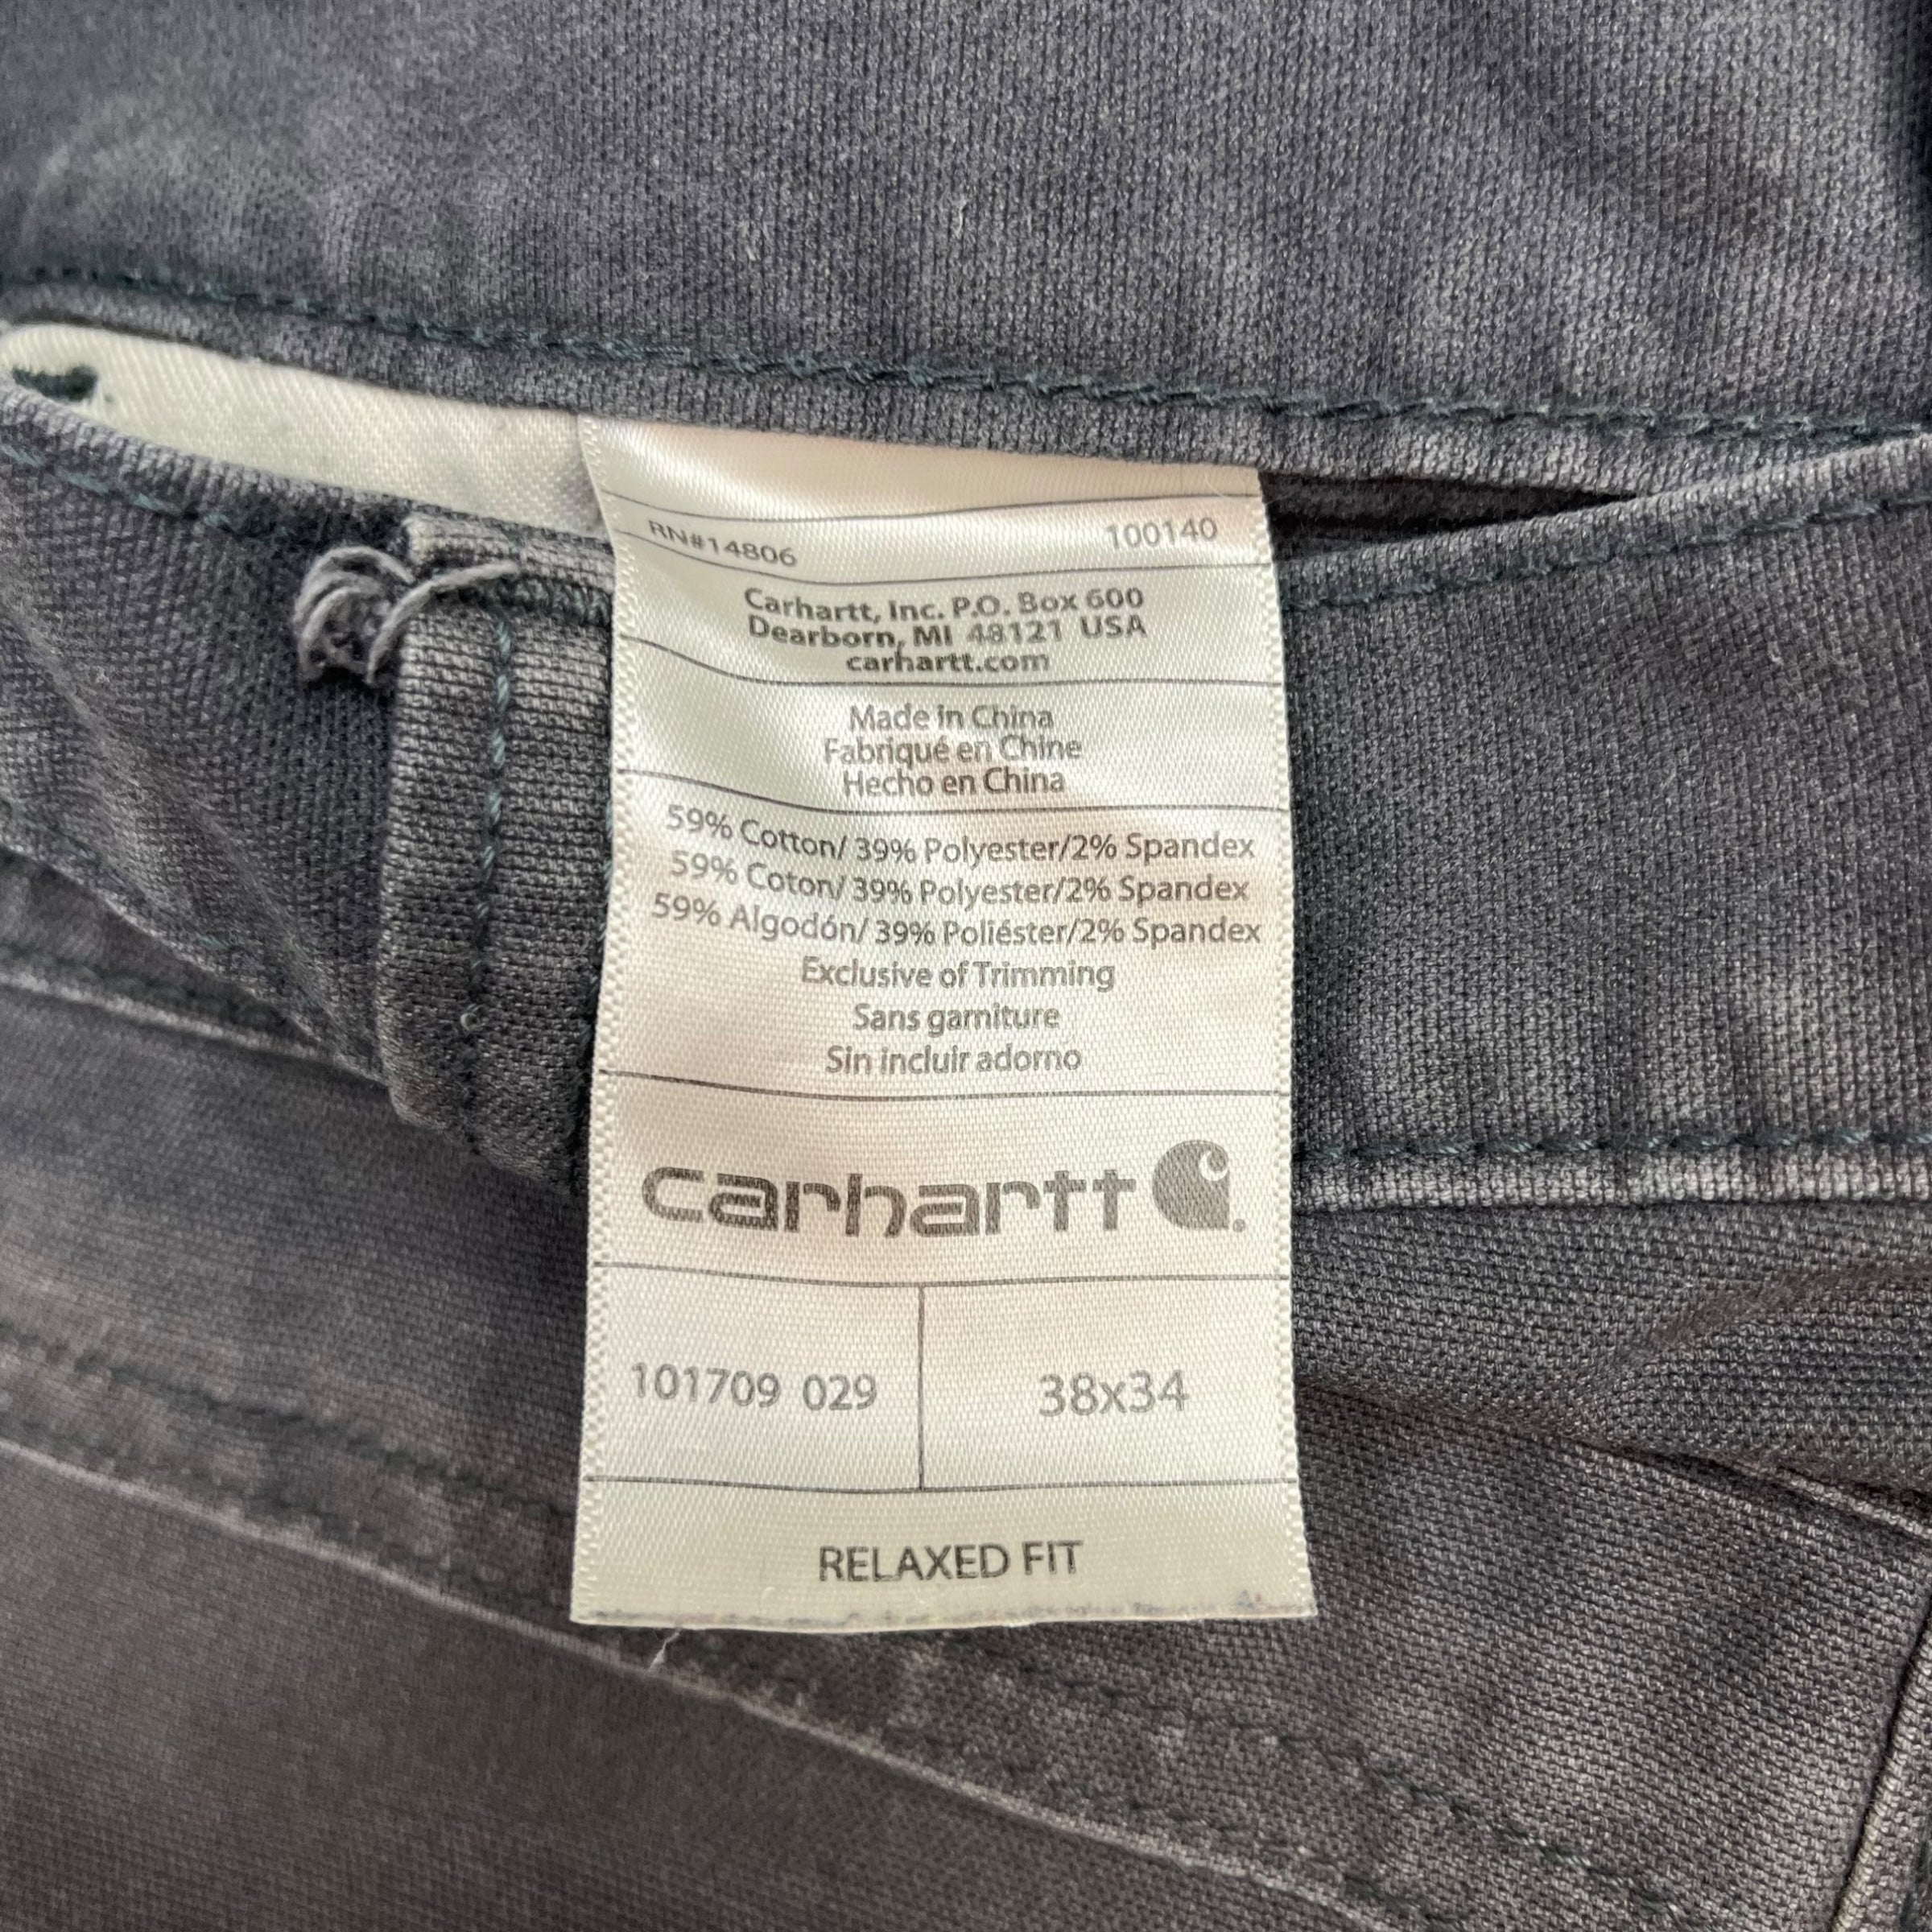 RN#14806 100140
Carhartt, Inc. P.O. Box 600
Dearborn, MI 48121 USA
carhartt.com
Made in China
Fabriqué en Chine
Hecho en China
59% Cotton/ 39% Polyester/2% Spandex
59% Coton/ 39% Polyester/2% Spandex
59% Algodón/ 39% Poliéster/2% Spandex
Exclusive of Trimming
Sans garniture
Sin incluir adorno
carhartt
101709 029 38x34
RELAXED FIT